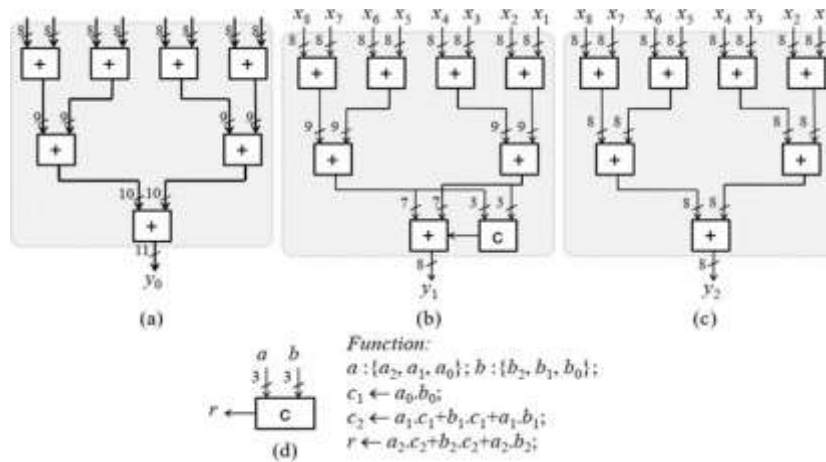 x₈ x₇ x₆ x₅ x₄ x₃ x₂ x₁ x₈ x₇ x₆ x₅ x₄ x₃ x₂ x
8 8 8 8 8 8 8 8 8 8 8 8 8 8 8 8 8 8 8 8 8 8 8 8
+ + + + + + + + + + + +
9 9 9 9 9 9 9 9 8 8 8 8
+ + + + + +
10 10 7 7 3 3 8 8
+ + c +
11 8 8
y₀ y₁ y₂
(a) (b) (c)
a b
3 3
r c
(d)
Function:
a :{a₂, a₁, a₀}; b :{b₂, b₁, b₀};
c₁ ← a₀.b₀;
c₂ ← a₁.c₁+b₁.c₁+a₁.b₁;
r ← a₂.c₂+b₂.c₂+a₂.b₂;